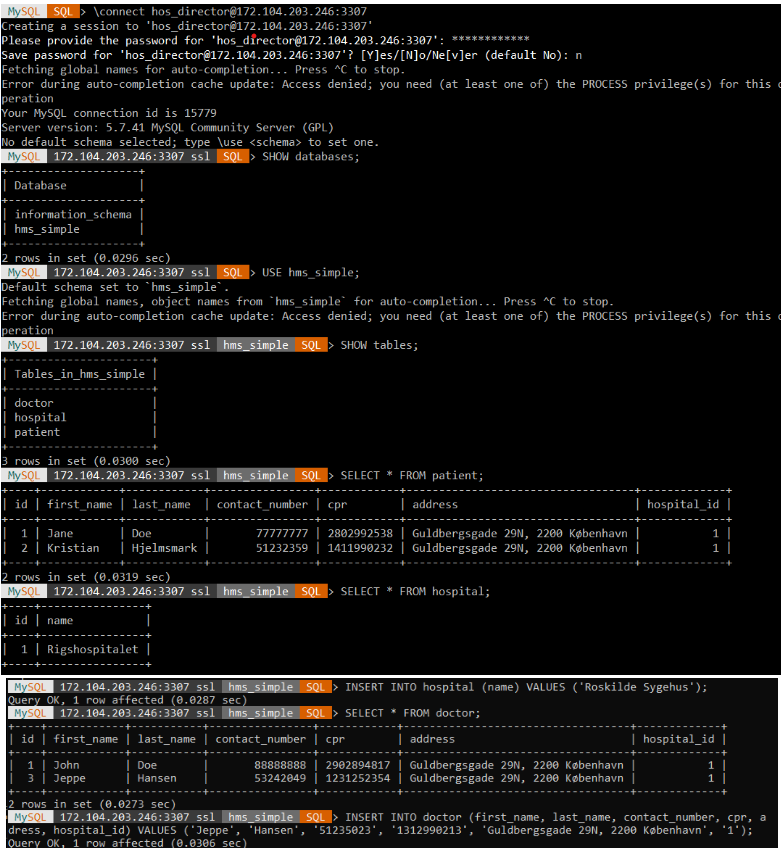 MySQL SQL > \connect hos_director@172.104.203.246:3307
Creating a session to 'hos_director@172.104.203.246:3307'
Please provide the password for 'hos_director@172.104.203.246:3307': ************
Save password for 'hos_director@172.104.203.246:3307'? [Y]es/[N]o/Ne[v]er (default No): n
Fetching global names for auto-completion... Press ^C to stop.
Error during auto-completion cache update: Access denied; you need (at least one of) the PROCESS privilege(s) for this o
peration
Your MySQL connection id is 15779
Server version: 5.7.41 MySQL Community Server (GPL)
No default schema selected; type \use <schema> to set one.
MySQL 172.104.203.246:3307 ssl SQL > SHOW databases;
+--------------------+
| Database           |
+--------------------+
| information_schema |
| hms_simple         |
+--------------------+
2 rows in set (0.0296 sec)
MySQL 172.104.203.246:3307 ssl SQL > USE hms_simple;
Default schema set to `hms_simple`.
Fetching global names, object names from `hms_simple` for auto-completion... Press ^C to stop.
Error during auto-completion cache update: Access denied; you need (at least one of) the PROCESS privilege(s) for this o
peration
MySQL 172.104.203.246:3307 ssl hms_simple SQL > SHOW tables;
+----------------------+
| Tables_in_hms_simple |
+----------------------+
| doctor               |
| hospital             |
| patient              |
+----------------------+
3 rows in set (0.0300 sec)
MySQL 172.104.203.246:3307 ssl hms_simple SQL > SELECT * FROM patient;
+----+------------+------------+----------------+------------+----------------------------------+-------------+
| id | first_name | last_name | contact_number | cpr | address | hospital_id |
+----+------------+------------+----------------+------------+----------------------------------+-------------+
| 1 | Jane | Doe | 77777777 | 2802992538 | Guldbergsgade 29N, 2200 København | 1 |
| 2 | Kristian | Hjelmsmark | 51232359 | 1411990232 | Guldbergsgade 29N, 2200 København | 1 |
+----+------------+------------+----------------+------------+----------------------------------+-------------+
2 rows in set (0.0319 sec)
MySQL 172.104.203.246:3307 ssl hms_simple SQL > SELECT * FROM hospital;
+----+----------------+
| id | name           |
+----+----------------+
| 1 | Rigshospitalet |
+----+----------------+
MySQL 172.104.203.246:3307 ssl hms_simple SQL > INSERT INTO hospital (name) VALUES ('Roskilde Sygehus');
Query OK, 1 row affected (0.0287 sec)
MySQL 172.104.203.246:3307 ssl hms_simple SQL > SELECT * FROM doctor;
+----+------------+-----------+----------------+------------+----------------------------------+-------------+
| id | first_name | last_name | contact_number | cpr | address | hospital_id |
+----+------------+-----------+----------------+------------+----------------------------------+-------------+
| 1 | John | Doe | 88888888 | 2902894817 | Guldbergsgade 29N, 2200 København | 1 |
| 3 | Jeppe | Hansen | 53242049 | 1231252354 | Guldbergsgade 29N, 2200 København | 1 |
+----+------------+-----------+----------------+------------+----------------------------------+-------------+
2 rows in set (0.0273 sec)
MySQL 172.104.203.246:3307 ssl hms_simple SQL > INSERT INTO doctor (first_name, last_name, contact_number, cpr, a
dress, hospital_id) VALUES ('Jeppe', 'Hansen', '51235023', '1312990213', 'Guldbergsgade 29N, 2200 København', '1');
Query OK, 1 row affected (0.0306 sec)